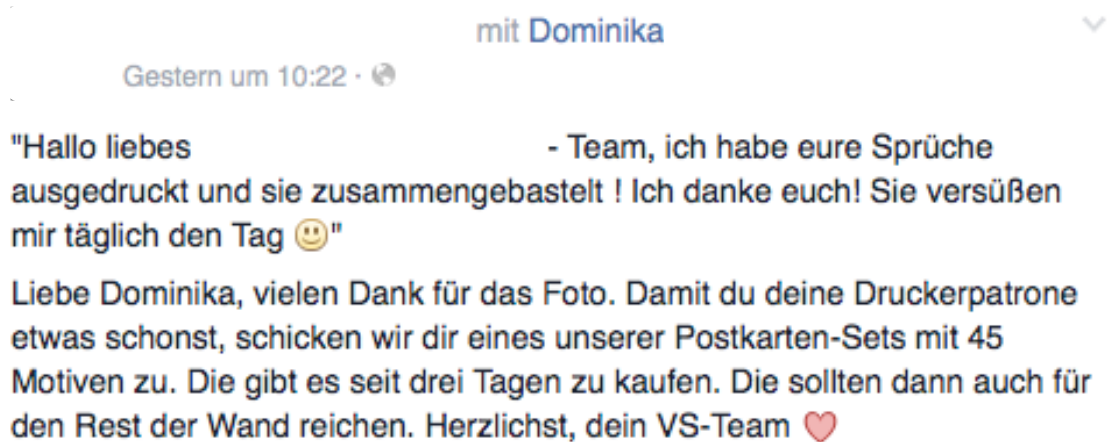 mit Dominika
Gestern um 10:22 ·
"Hallo liebes - Team, ich habe eure Sprüche
ausgedruckt und sie zusammengebastelt ! Ich danke euch! Sie versüßen
mir täglich den Tag 🙂"
Liebe Dominika, vielen Dank für das Foto. Damit du deine Druckerpatrone
etwas schonst, schicken wir dir eines unserer Postkarten-Sets mit 45
Motiven zu. Die gibt es seit drei Tagen zu kaufen. Die sollten dann auch für
den Rest der Wand reichen. Herzlichst, dein VS-Team ❤